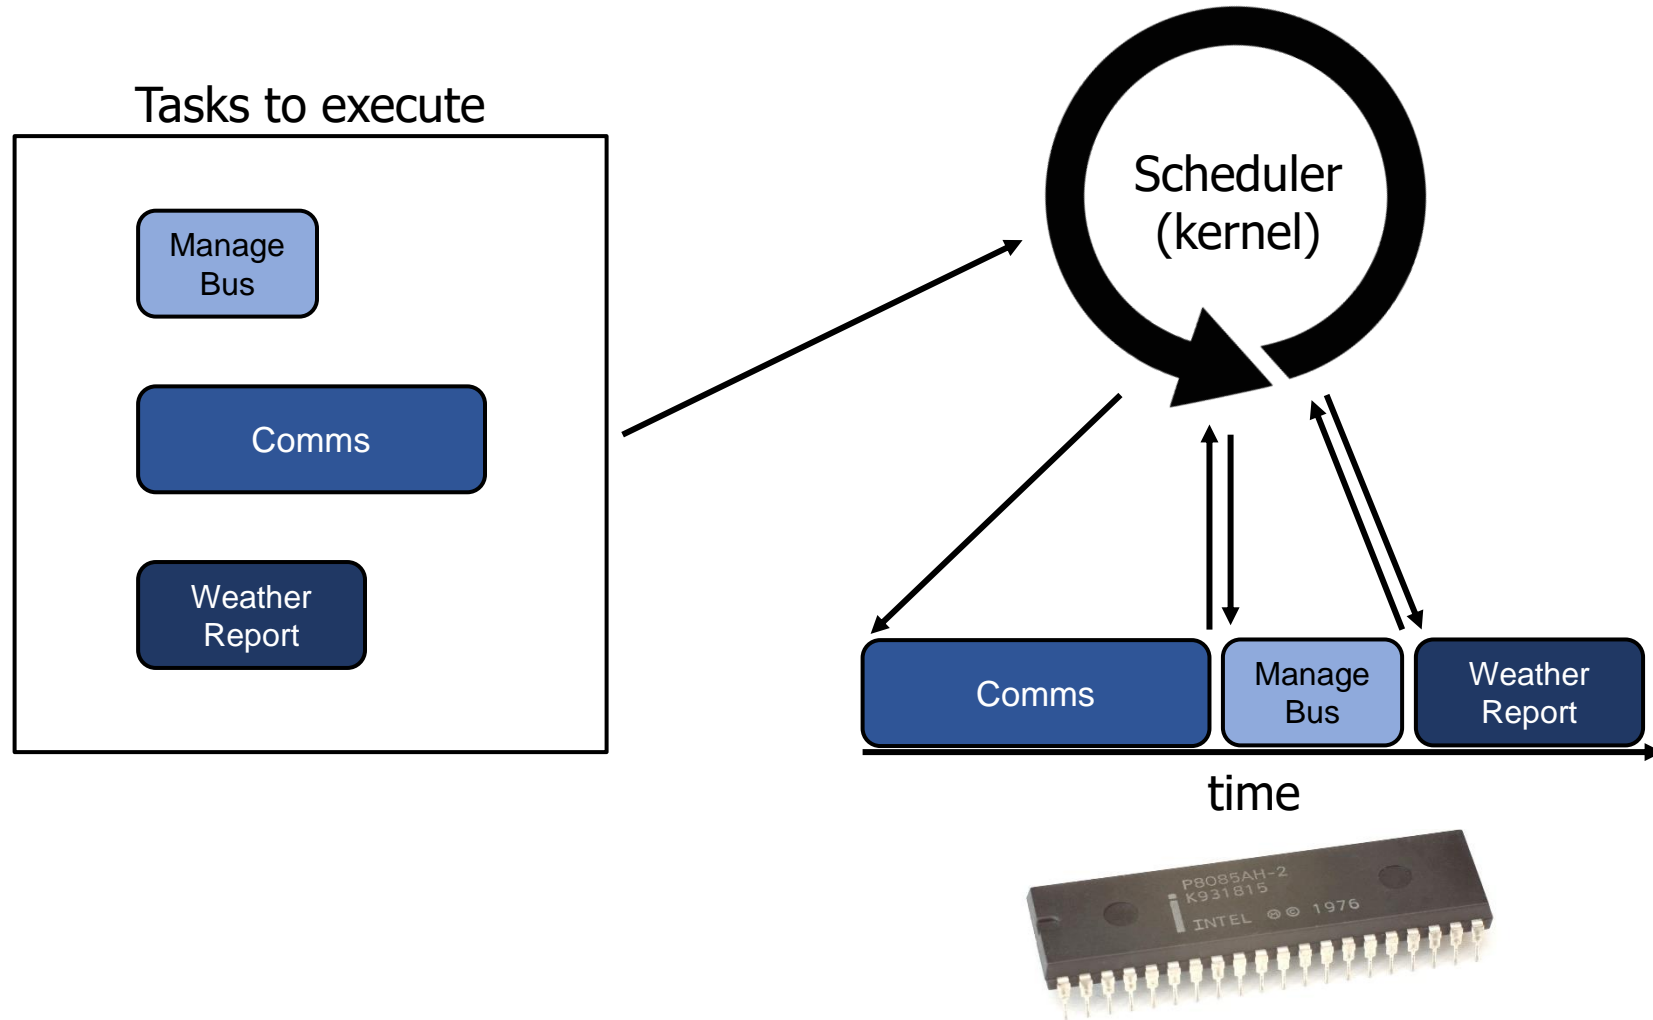 Tasks to execute
Manage
Bus
Comms
Weather
Report
Scheduler
(kernel)
Comms
Manage
Bus
Weather
Report
time
P8085AH-2
K931815
i
INTEL ®© 1976